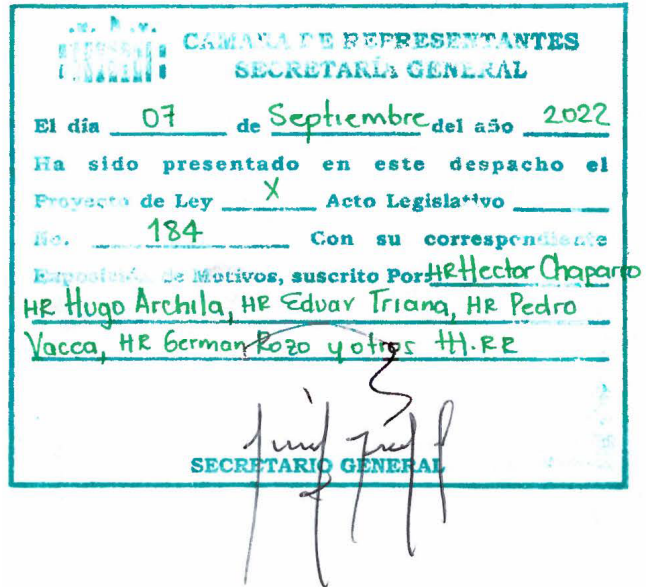 CAMARA DE REPRESENTANTES
SECRETARÍA GENERAL
El día 07 de Septiembre del año 2022
Ha sido presentado en este despacho el
Proyecto de Ley X Acto Legislativo
No. 184 Con su correspondiente
Exposición de Motivos, suscrito Por: HR Hector Chaparro
HR Hugo Archila, HR Eduar Triana, HR Pedro
Vacca, HR German Rozo y otros HH.RR
SECRETARIO GENERAL